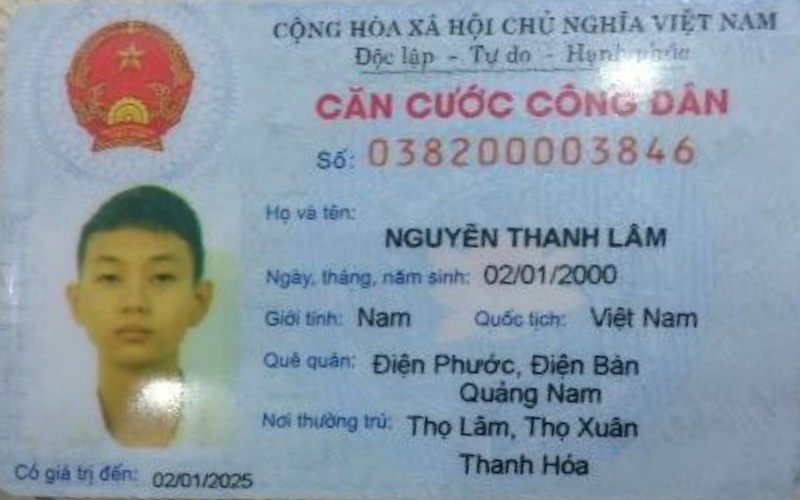 CỘNG HÒA XÃ HỘI CHỦ NGHĨA VIỆT NAM
Độc lập - Tự do - Hạnh phúc
CĂN CƯỚC CÔNG DÂN
Số: 038200003846
Họ và tên:
NGUYỄN THANH LÂM
Ngày, tháng, năm sinh: 02/01/2000
Giới tính: Nam Quốc tịch: Việt Nam
Quê quán: Điện Phước, Điện Bàn
Quảng Nam
Nơi thường trú: Thọ Lâm, Thọ Xuân
Thanh Hóa
Có giá trị đến: 02/01/2025